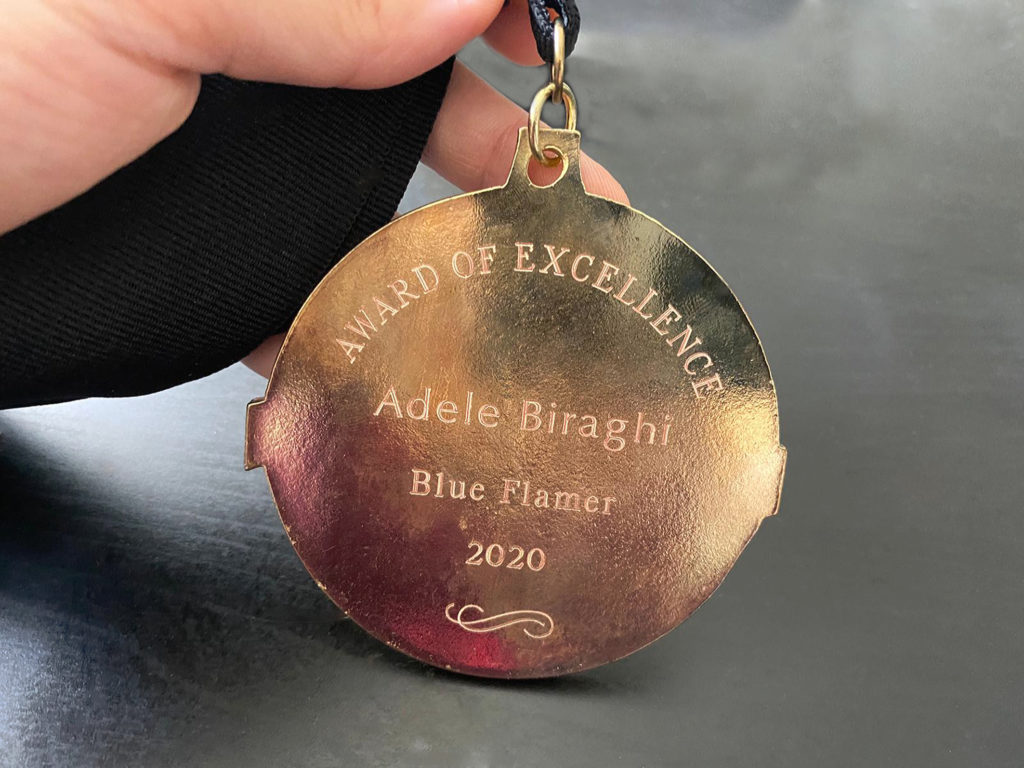 AWARD OF EXCELLENCE
Adele Biraghi
Blue Flamer
2020